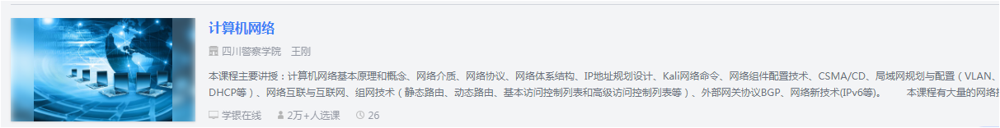 计算机网络
四川警察学院 王刚
本课程主要讲授：计算机网络基本原理和概念、网络介质、网络协议、网络体系结构、IP地址规划设计、Kali网络命令、网络组件配置技术、CSMA/CD、局域网规划与配置（VLAN、
DHCP等）、网络互联与互联网、组网技术（静态路由、动态路由、基本访问控制列表和高级访问控制列表等）、外部网关协议BGP、网络新技术(IPv6等)。 本课程有大量的网络
学银在线 2万+人选课 26